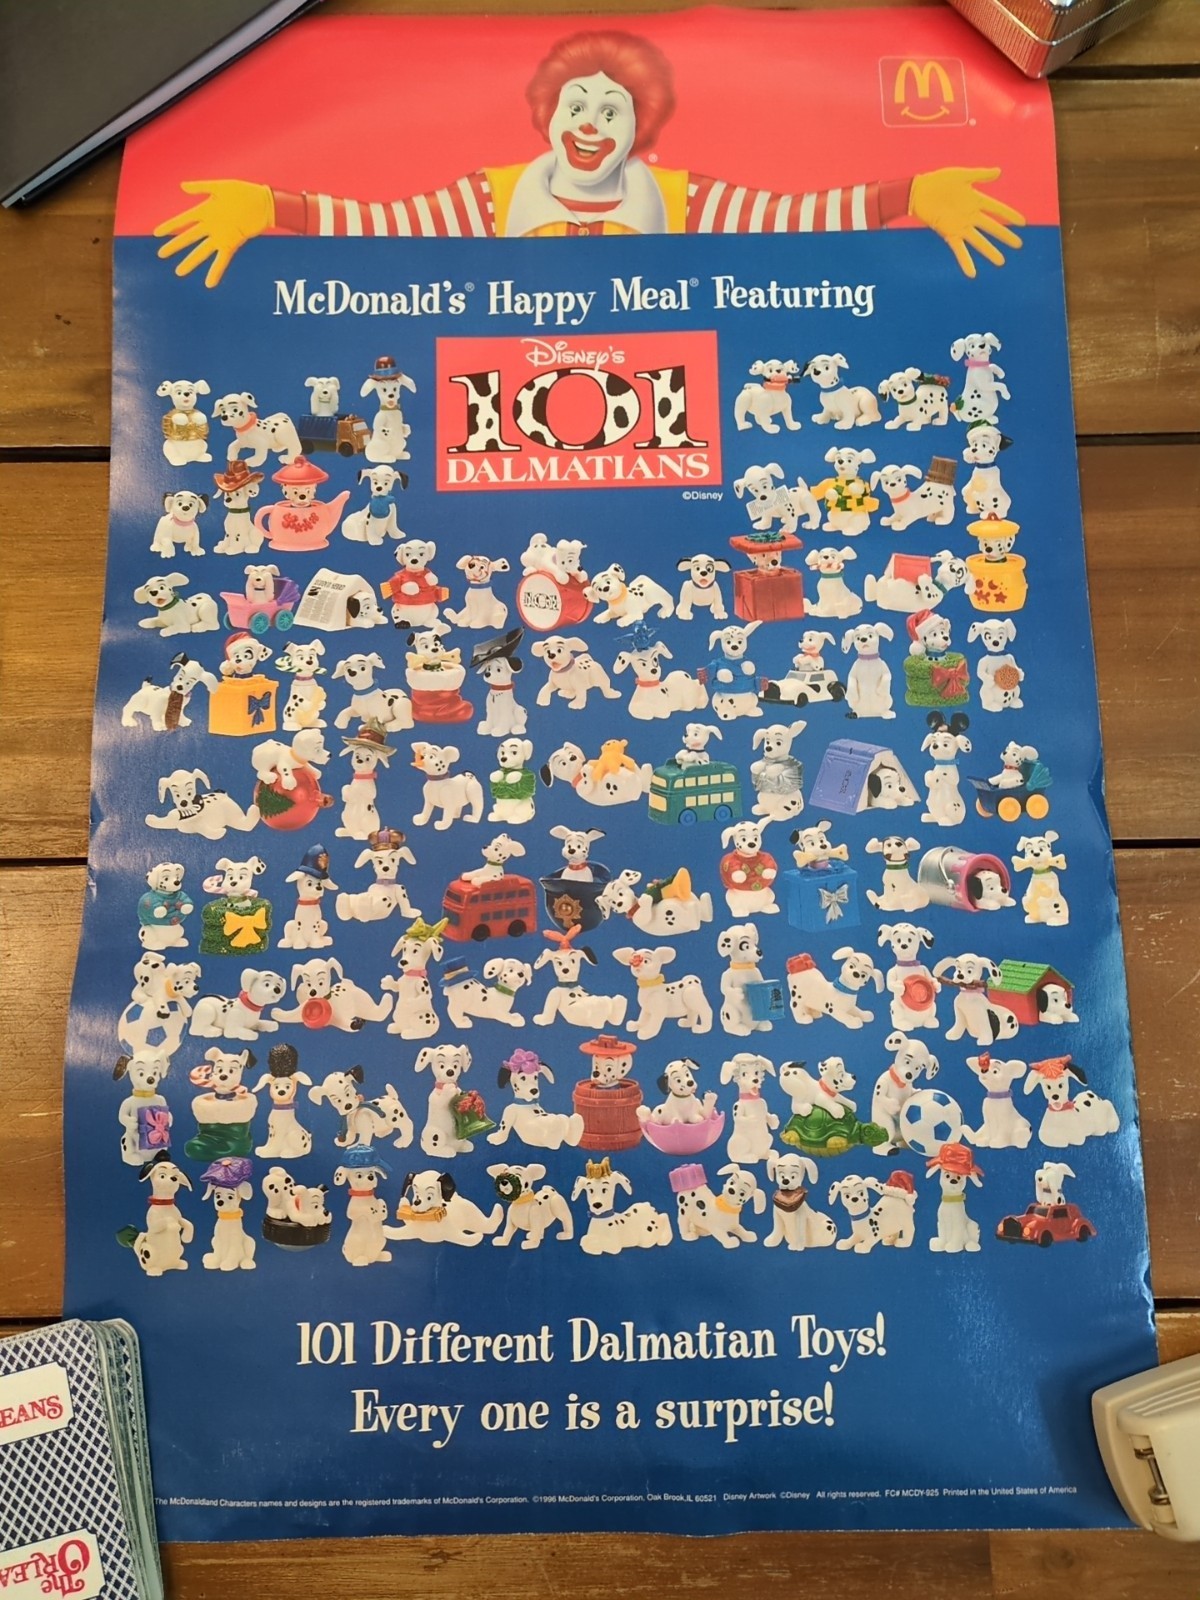 McDonald's® Happy Meal® Featuring
Disney's
101
DALMATIANS
©Disney
101 Different Dalmatian Toys!
Every one is a surprise!
The McDonaldland Characters names and designs are the registered trademarks of McDonald's Corporation. ©1996 McDonald's Corporation, Oak Brook, IL 60521 Disney Artwork ©Disney All rights reserved. FC# MCDY-925 Printed in the United States of America
EANS
The
ORLEA